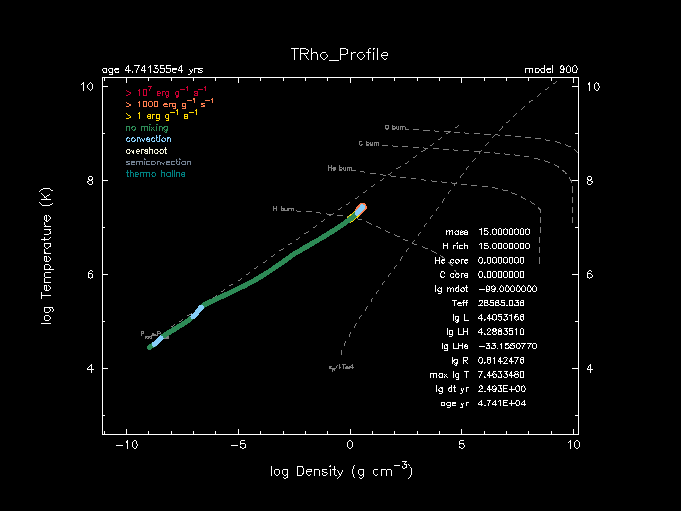 TRho_Profile
age 4.741355e4 yrs
model 900
> 10^7 erg g^-1 s^-1
> 1000 erg g^-1 s^-1
> 1 erg g^-1 s^-1
no mixing
convection
overshoot
semiconvection
thermo haline
O burn
C burn
He burn
H burn
mass 15.0000000
H rich 15.0000000
He core 0.0000000
C core 0.0000000
lg mdot -99.0000000
Teff 28585.036
lg L 4.4053166
lg LH 4.2883510
lg LHe -33.1550770
lg R 0.8142476
max lg T 7.4633480
lg dt yr 2.493E+00
age yr 4.741E+04
10
8
6
4
10
8
6
4
-10
-5
0
5
10
log Temperature (K)
log Density (g cm^-3)